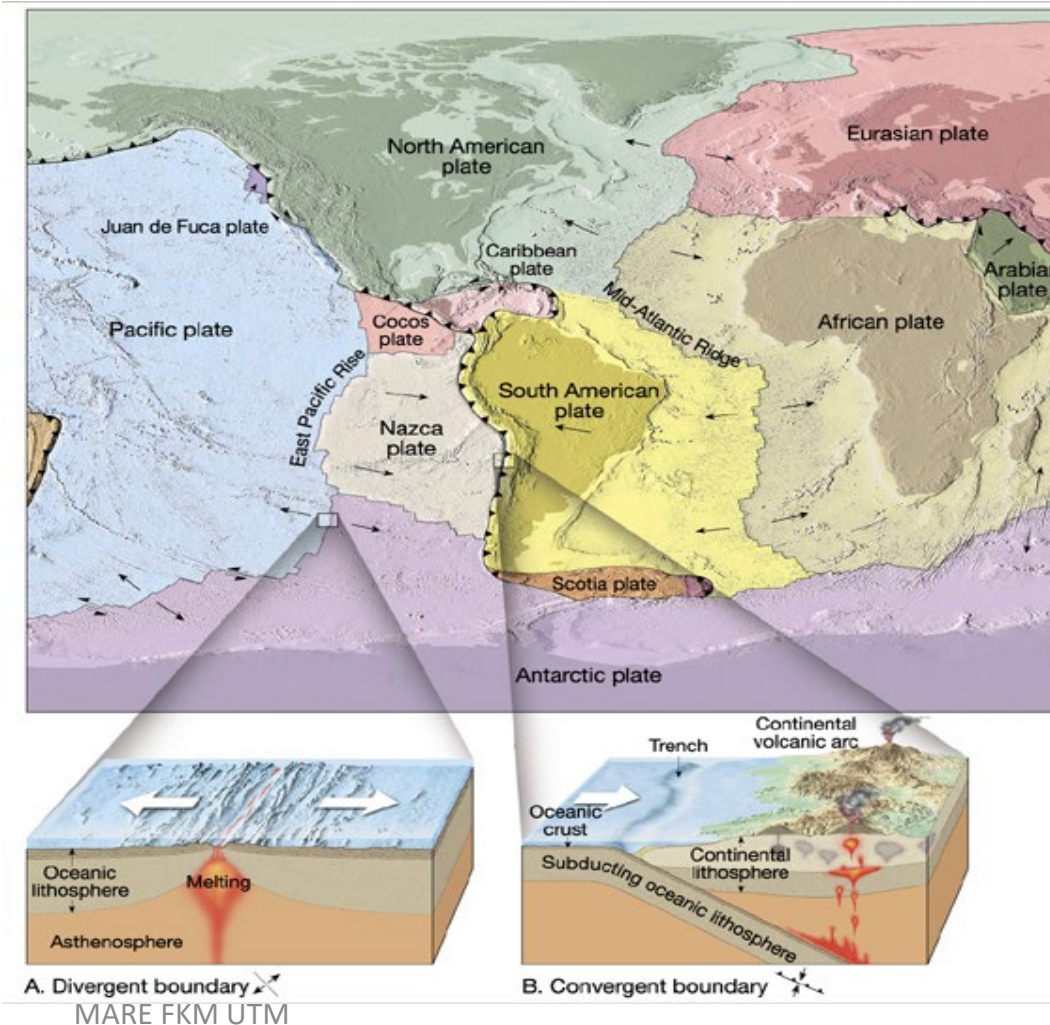 North American
plate
Eurasian plate
Juan de Fuca plate
Caribbean
plate
Arabian
plate
Mid-Atlantic Ridge
Pacific plate
Cocos
plate
African plate
East Pacific Rise
South American
plate
Nazca
plate
Scotia plate
Antarctic plate
Oceanic
lithosphere
Melting
Asthenosphere
A. Divergent boundary
Trench
Continental
volcanic arc
Oceanic
crust
Continental
lithosphere
Subducting oceanic lithosphere
B. Convergent boundary
MARE FKM UTM